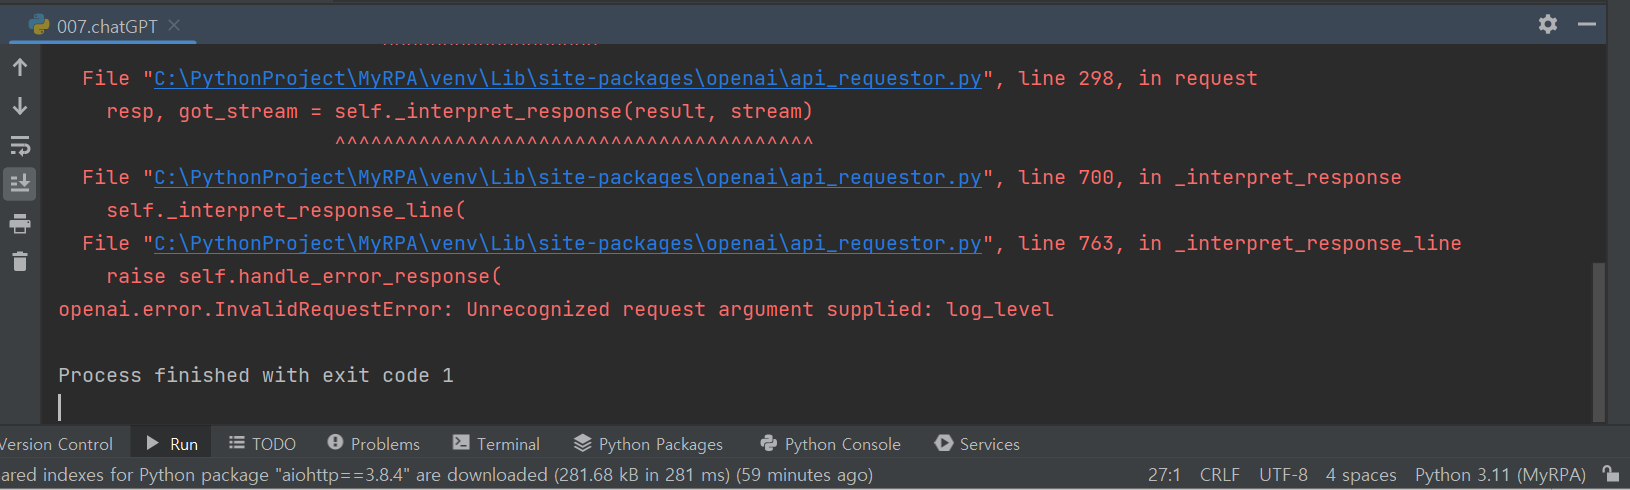 007.chatGPT
File "C:\PythonProject\MyRPA\venv\Lib\site-packages\openai\api_requestor.py", line 298, in request
resp, got_stream = self._interpret_response(result, stream)
^^^^^^^^^^^^^^^^^^^^^^^^^^^^^^^^^^^^^^^^
File "C:\PythonProject\MyRPA\venv\Lib\site-packages\openai\api_requestor.py", line 700, in _interpret_response
self._interpret_response_line(
File "C:\PythonProject\MyRPA\venv\Lib\site-packages\openai\api_requestor.py", line 763, in _interpret_response_line
raise self.handle_error_response(
openai.error.InvalidRequestError: Unrecognized request argument supplied: log_level
Process finished with exit code 1
Version Control Run TODO Problems Terminal Python Packages Python Console Services
ared indexes for Python package "aiohttp==3.8.4" are downloaded (281.68 kB in 281 ms) (59 minutes ago) 27:1 CRLF UTF-8 4 spaces Python 3.11 (MyRPA)